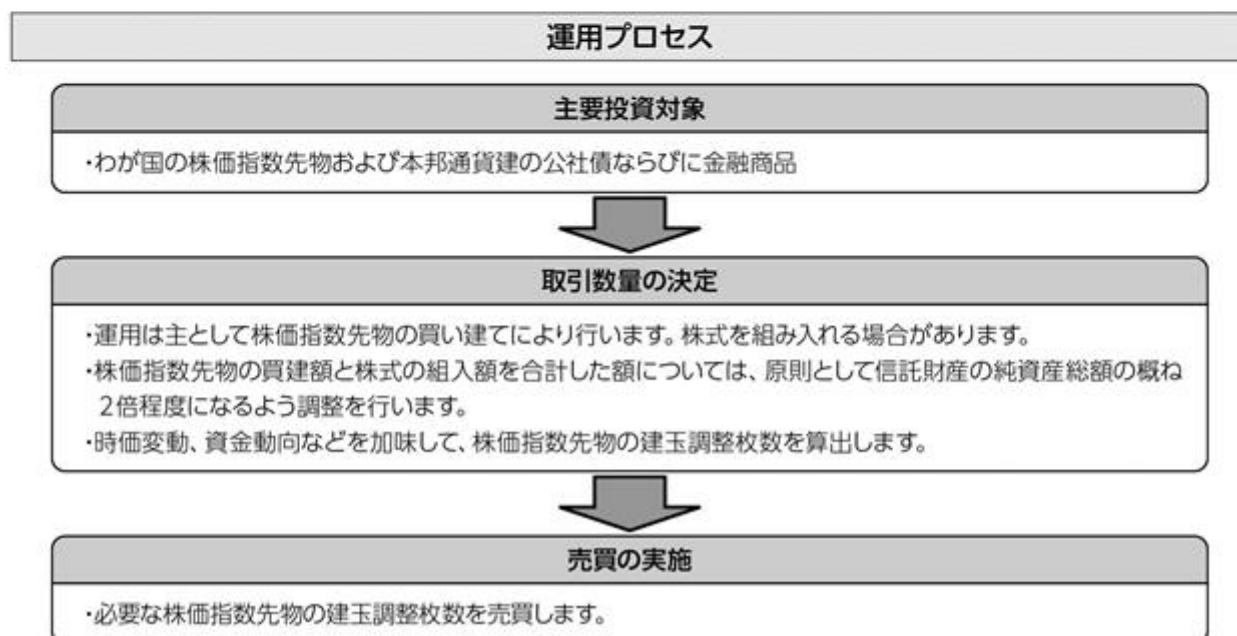 運用プロセス
主要投資対象
・わが国の株価指数先物および本邦通貨建の公社債ならびに金融商品
取引数量の決定
・運用は主として株価指数先物の買い建てにより行います。株式を組み入れる場合があります。
・株価指数先物の買建額と株式の組入額を合計した額については、原則として信託財産の純資産総額の概ね
2倍程度になるよう調整を行います。
・時価変動、資金動向などを加味して、株価指数先物の建玉調整枚数を算出します。
売買の実施
・必要な株価指数先物の建玉調整枚数を売買します。